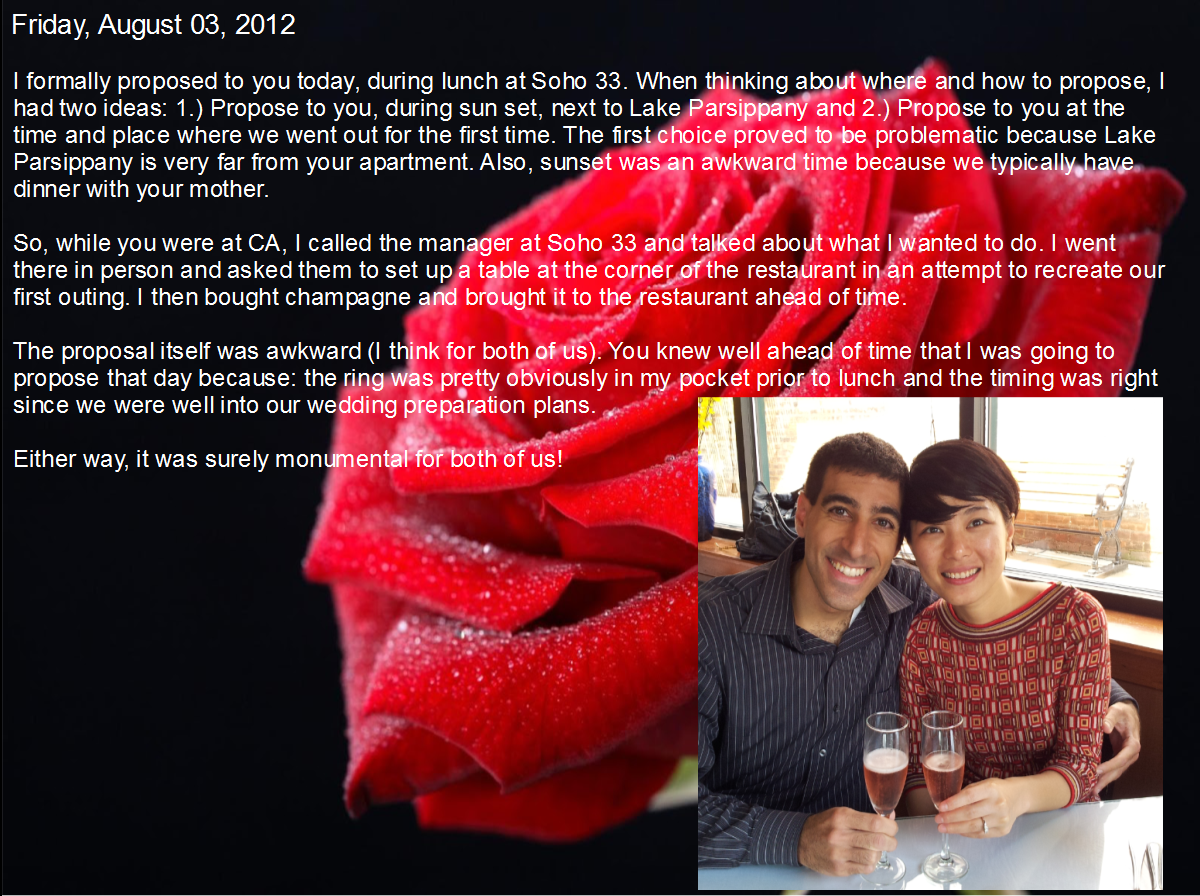 Friday, August 03, 2012
I formally proposed to you today, during lunch at Soho 33. When thinking about where and how to propose, I
had two ideas: 1.) Propose to you, during sun set, next to Lake Parsippany and 2.) Propose to you at the
time and place where we went out for the first time. The first choice proved to be problematic because Lake
Parsippany is very far from your apartment. Also, sunset was an awkward time because we typically have
dinner with your mother.
So, while you were at CA, I called the manager at Soho 33 and talked about what I wanted to do. I went
there in person and asked them to set up a table at the corner of the restaurant in an attempt to recreate our
first outing. I then bought champagne and brought it to the restaurant ahead of time.
The proposal itself was awkward (I think for both of us). You knew well ahead of time that I was going to
propose that day because: the ring was pretty obviously in my pocket prior to lunch and the timing was right
since we were well into our wedding preparation plans.
Either way, it was surely monumental for both of us!